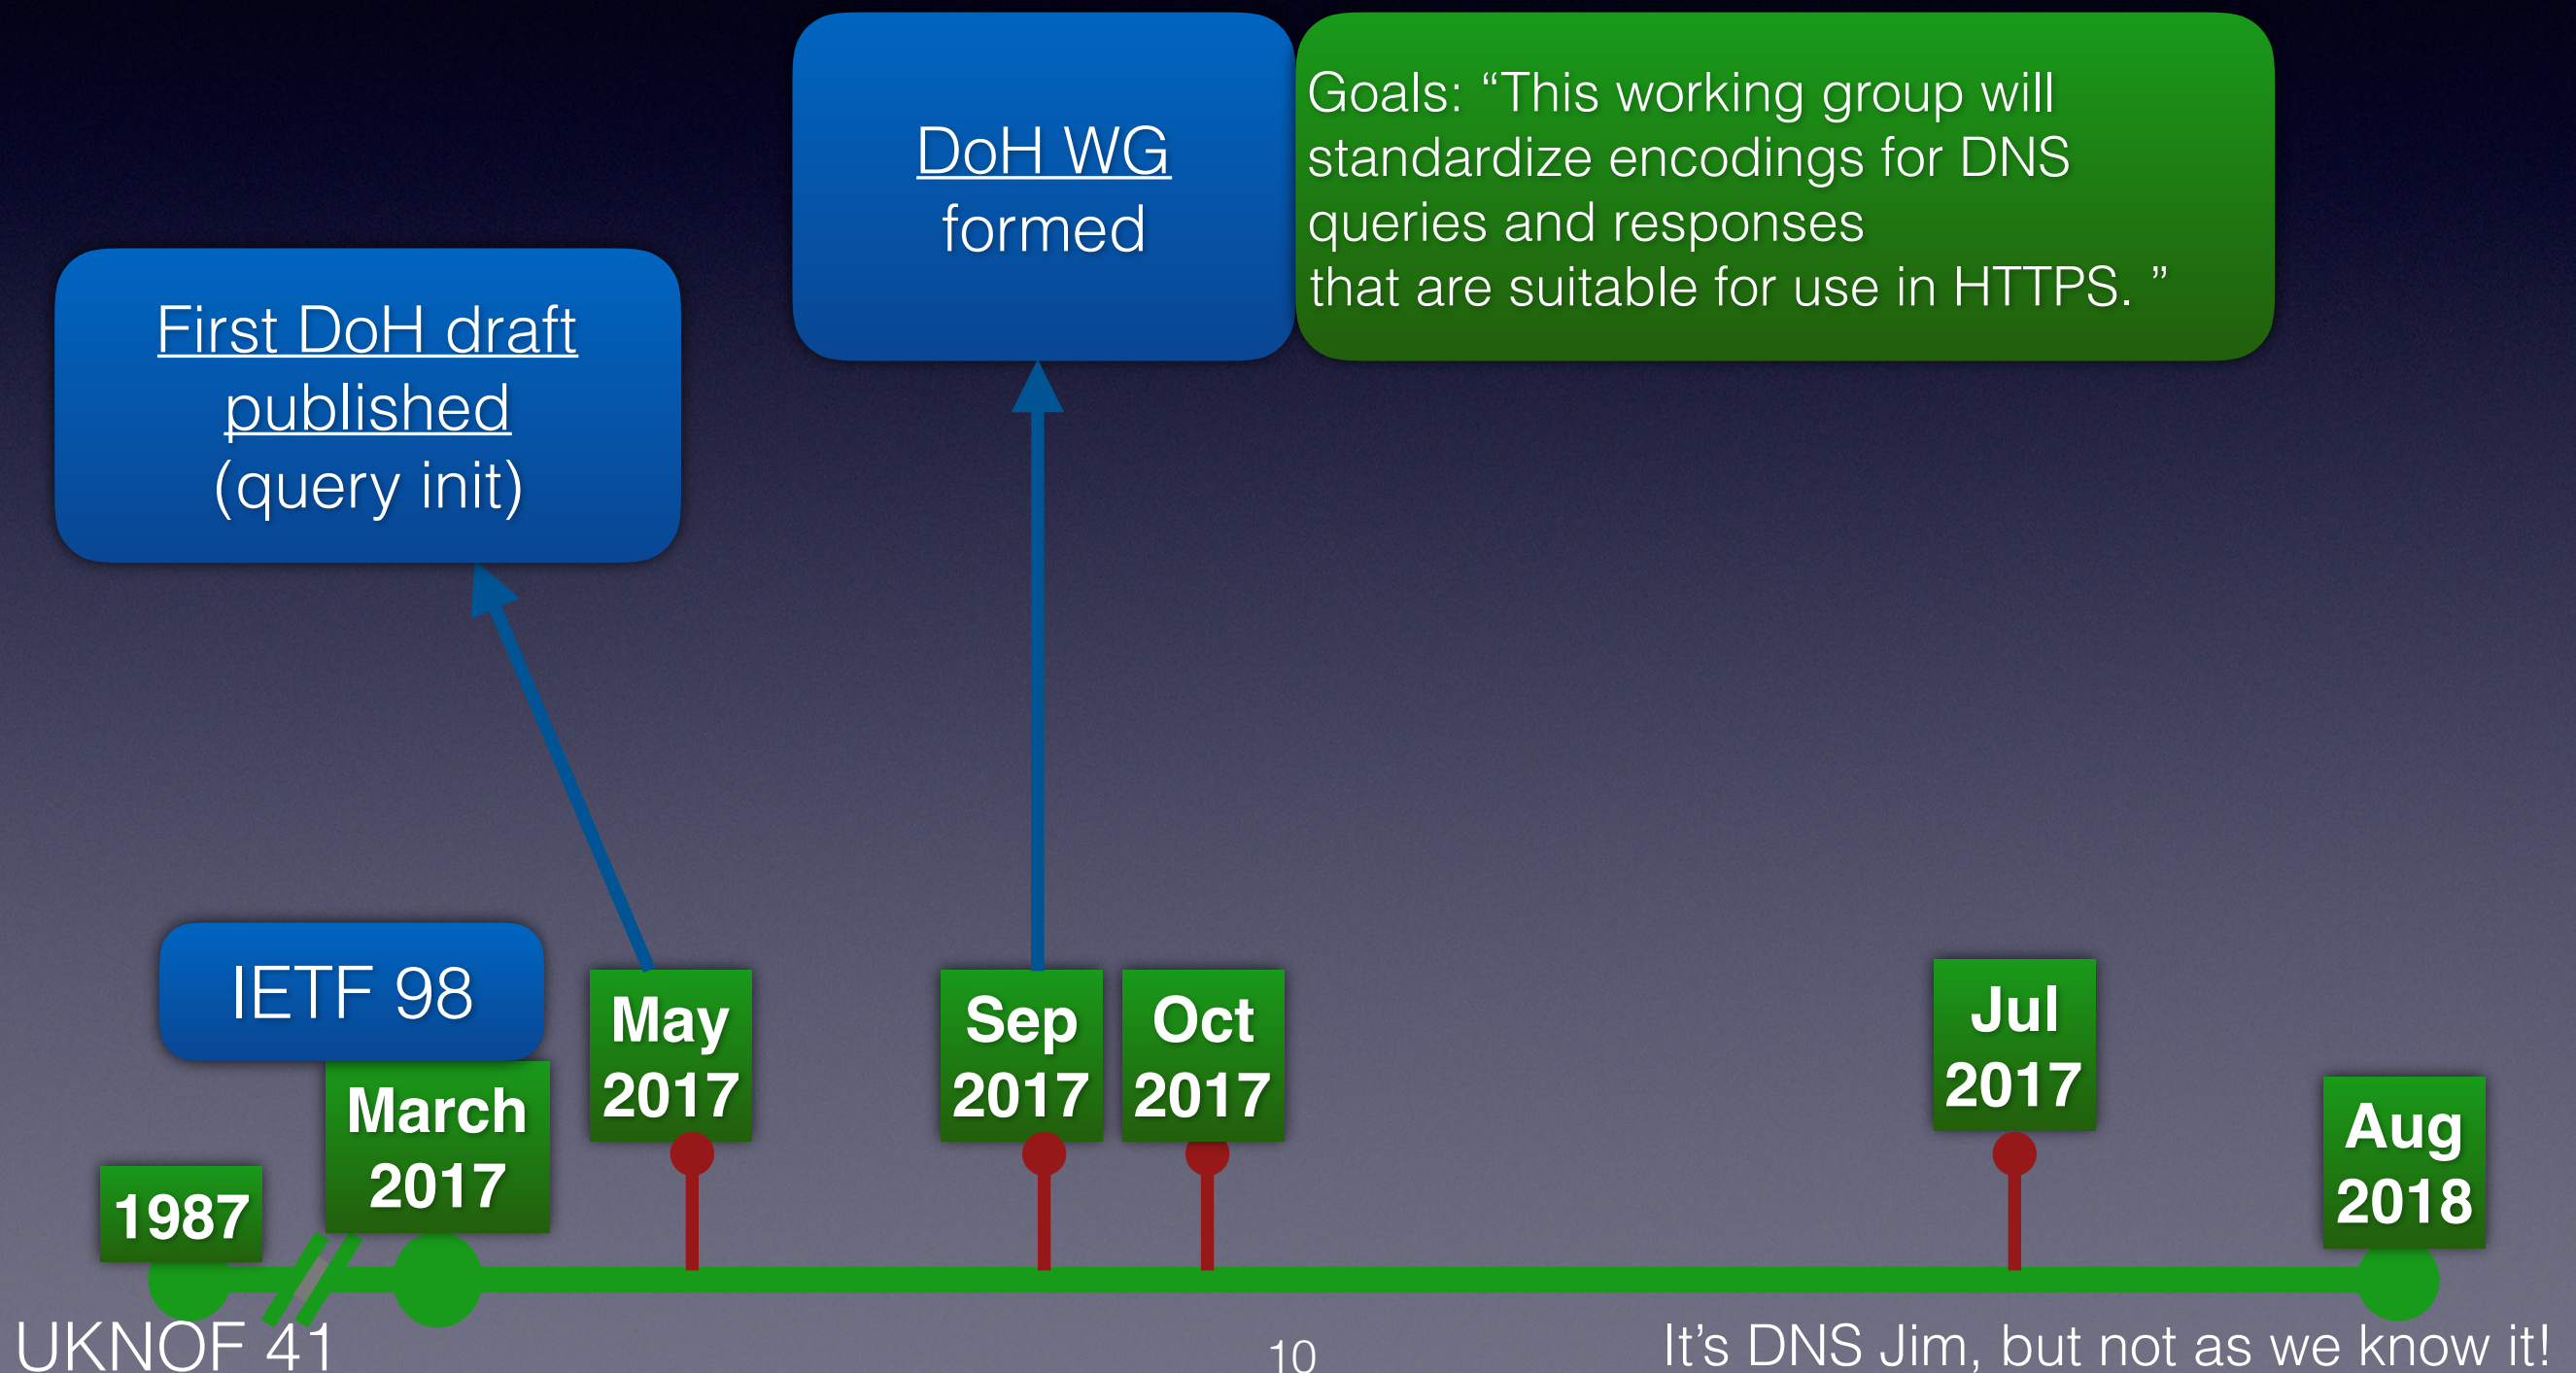 DoH WG
formed
Goals: “This working group will
standardize encodings for DNS
queries and responses
that are suitable for use in HTTPS. ”
First DoH draft
published
(query init)
IETF 98
1987
March
2017
May
2017
Sep
2017
Oct
2017
Jul
2017
Aug
2018
UKNOF 41
10
It’s DNS Jim, but not as we know it!